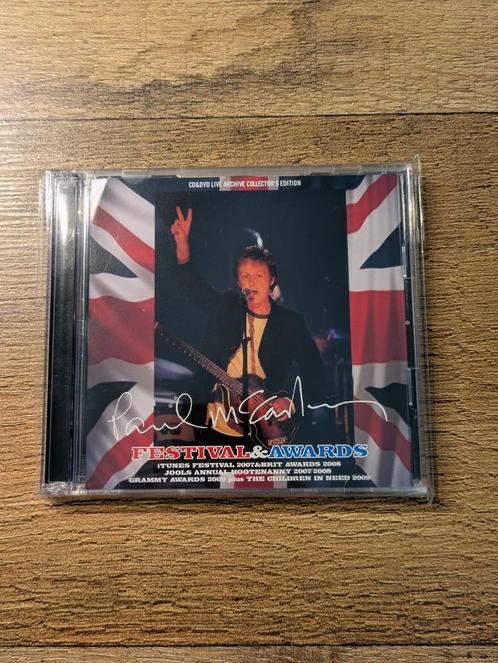 CD&DVD LIVE ARCHIVE COLLECTOR'S EDITION
Paul McCartney
FESTIVAL&AWARDS
iTUNES FESTIVAL 2007&BRIT AWARDS 2008
JOOLS ANNUAL HOOTENANNY 2007'2008
GRAMMY AWARDS 2009 plus THE CHILDREN IN NEED 2009